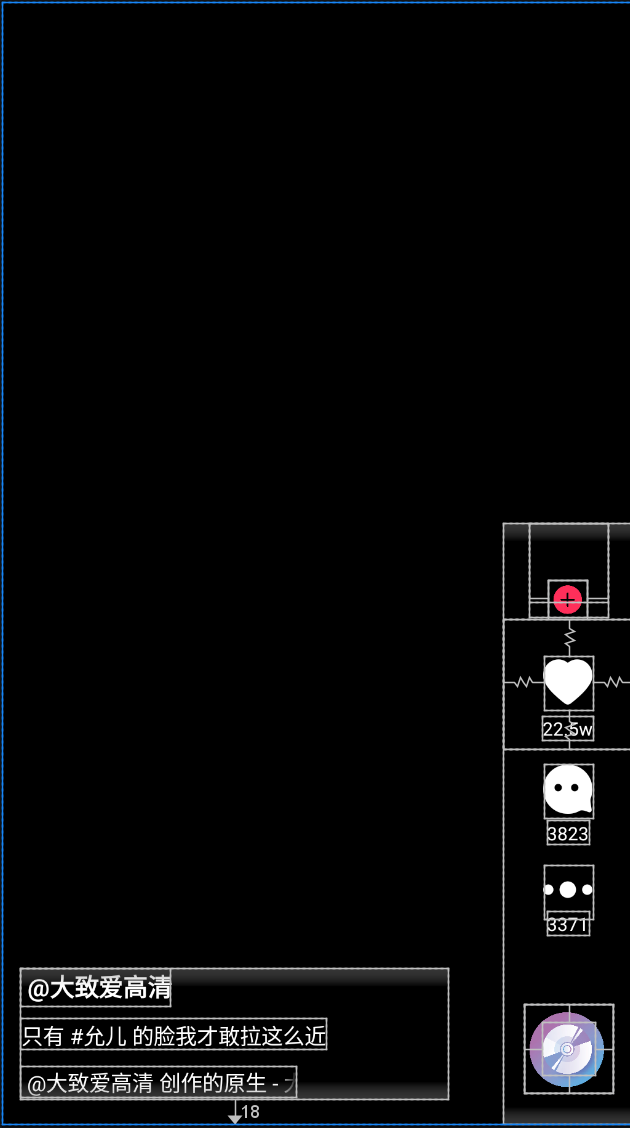 22.5w
3823
3371
@大致爱高清
只有 #允儿 的脸我才敢拉这么近
@大致爱高清 创作的原生 -
18